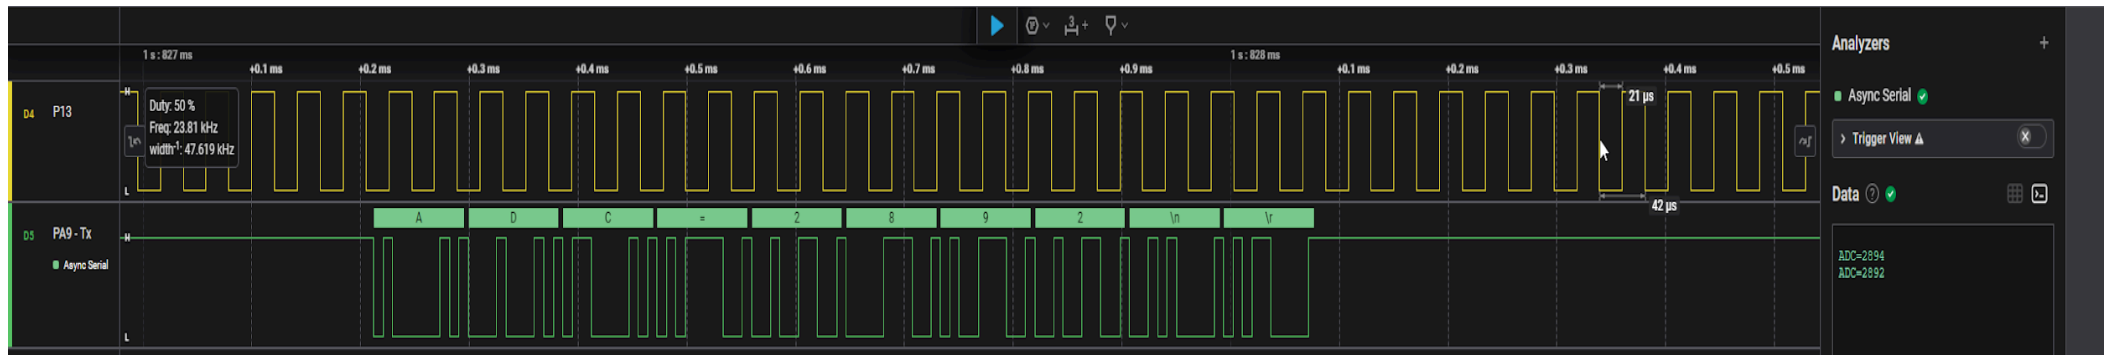 1 s : 827 ms
1 s : 828 ms
+0.1 ms +0.2 ms +0.3 ms +0.4 ms +0.5 ms +0.6 ms +0.7 ms +0.8 ms +0.9 ms +0.1 ms +0.2 ms +0.3 ms +0.4 ms +0.5 ms
D4 P13
H
L
Duty: 50 %
Freq: 23.81 kHz
width⁻¹: 47.619 kHz
21 µs
42 µs
A D C = 2 8 9 2 \n \r
D5 PA9 - Tx
H
Async Serial
L
3 +
Analyzers +
Async Serial
Trigger View
Data ?
ADC=2894
ADC=2892